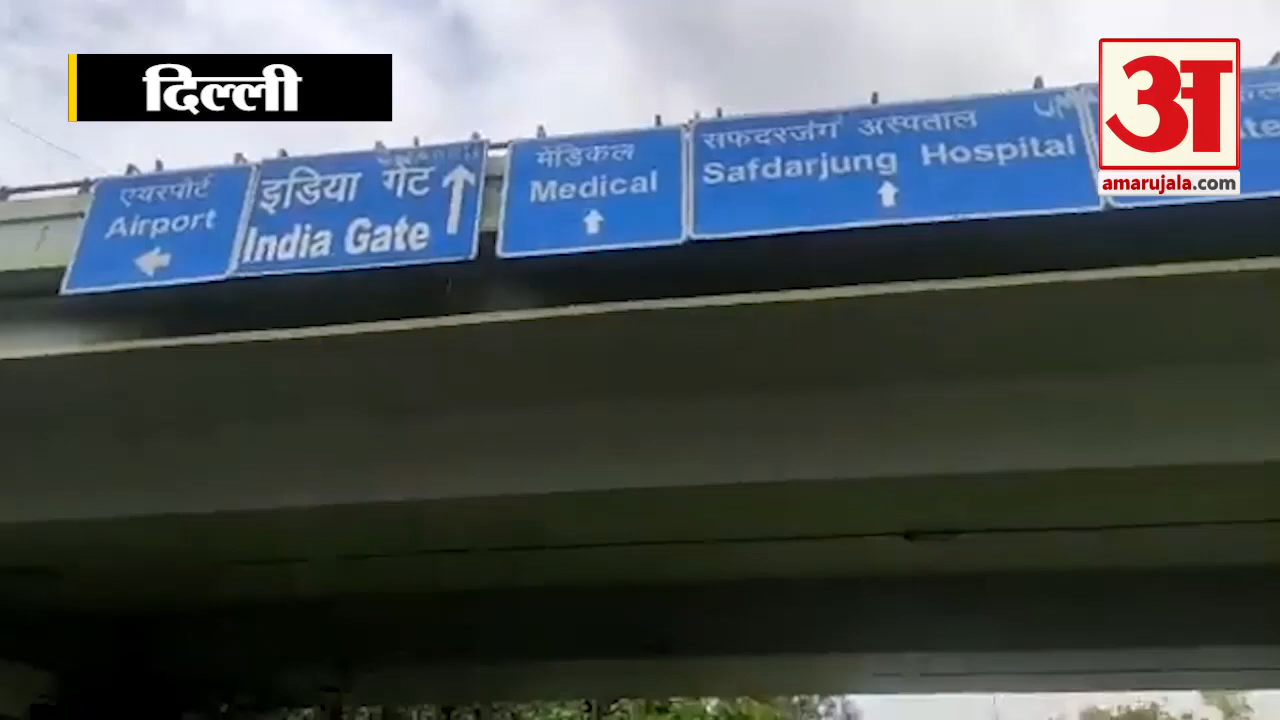 दिल्ली
अ
amarujala.com
एयरपोर्ट
Airport
इंडिया गेट
India Gate
मेडिकल
Medical
सफदरजंग अस्पताल
Safdarjung Hospital